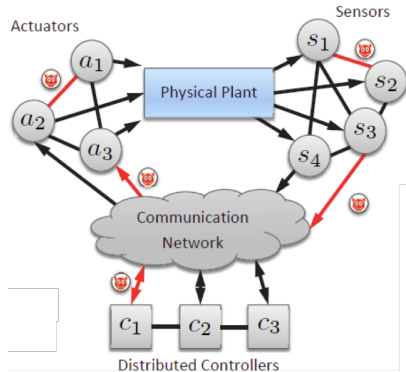 Actuators
Sensors
a1
s1
Physical Plant
s2
a2
s3
a3
s4
Communication
Network
c1
c2
c3
Distributed Controllers